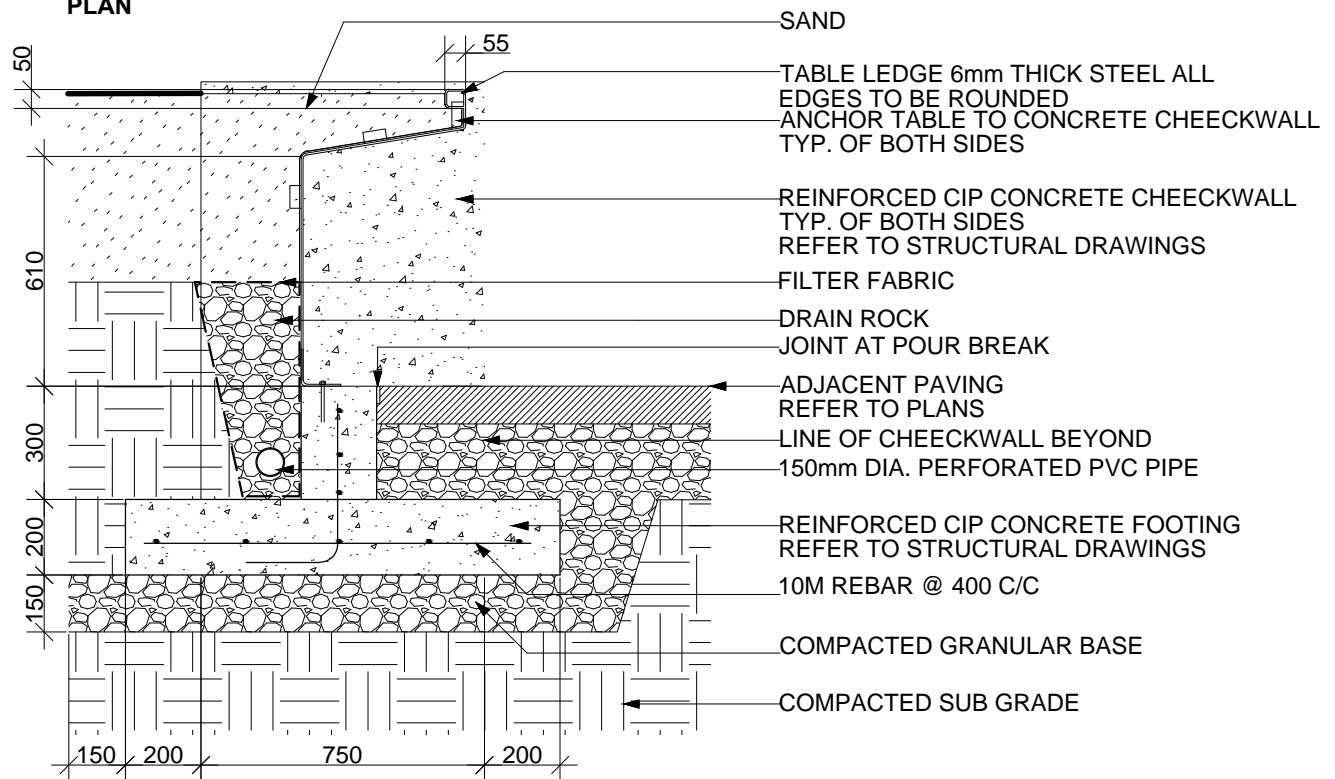 PLAN
SAND
55
50
TABLE LEDGE 6mm THICK STEEL ALL
EDGES TO BE ROUNDED
ANCHOR TABLE TO CONCRETE CHEECKWALL
TYP. OF BOTH SIDES
REINFORCED CIP CONCRETE CHEECKWALL
TYP. OF BOTH SIDES
REFER TO STRUCTURAL DRAWINGS
610
FILTER FABRIC
DRAIN ROCK
JOINT AT POUR BREAK
ADJACENT PAVING
REFER TO PLANS
300
LINE OF CHEECKWALL BEYOND
150mm DIA. PERFORATED PVC PIPE
200
REINFORCED CIP CONCRETE FOOTING
REFER TO STRUCTURAL DRAWINGS
10M REBAR @ 400 C/C
150
COMPACTED GRANULAR BASE
COMPACTED SUB GRADE
150 200 750 200